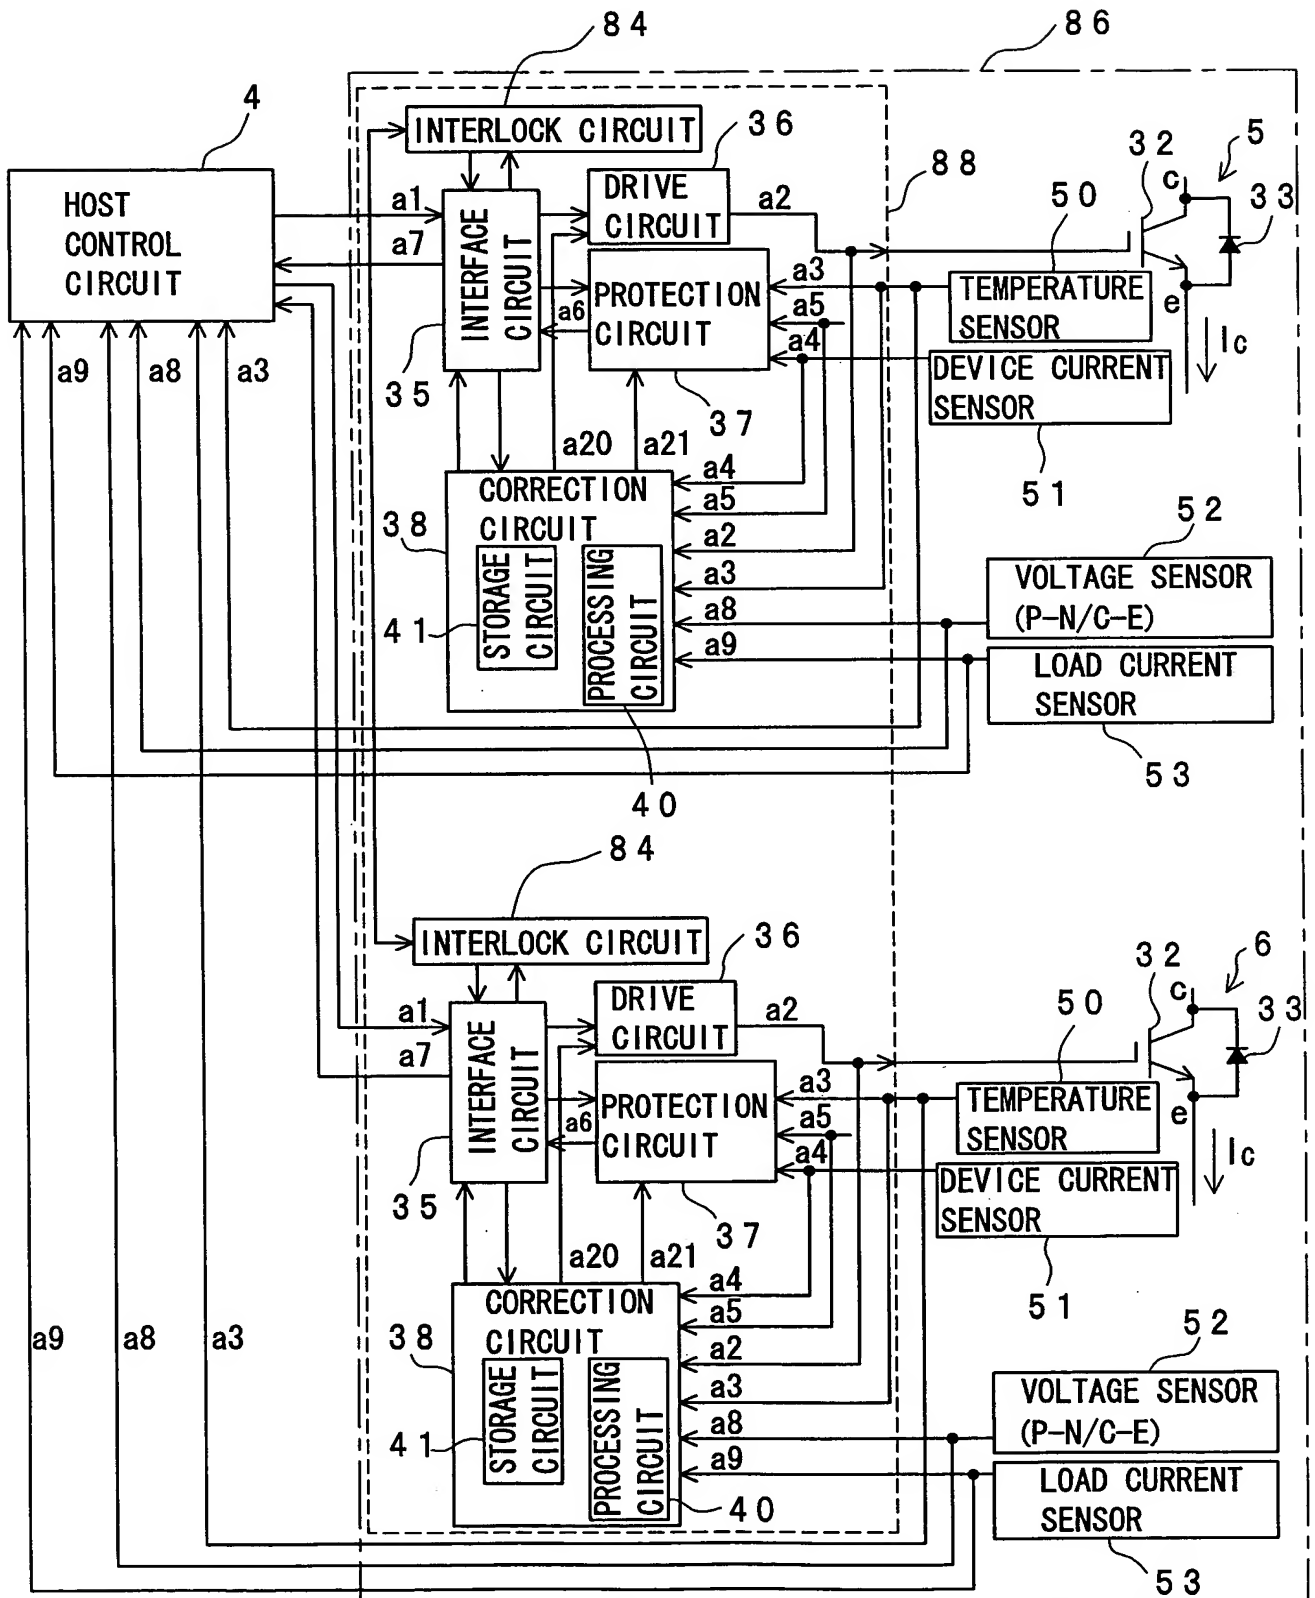 84
86
4
INTERLOCK CIRCUIT
36
HOST
CONTROL
CIRCUIT
a1
a7
INTERFACE
CIRCUIT
DRIVE
CIRCUIT
a2
88
50
32
c
5
33
PROTECTION
CIRCUIT
a3
a5
a4
a6
TEMPERATURE
SENSOR
e
Ic
DEVICE CURRENT
SENSOR
a9
a8
a3
35
37
51
a20
a21
CORRECTION
CIRCUIT
38
STORAGE
CIRCUIT
41
PROCESSING
CIRCUIT
40
a4
a5
a2
a3
a8
a9
52
VOLTAGE SENSOR
(P-N/C-E)
LOAD CURRENT
SENSOR
53
84
INTERLOCK CIRCUIT
36
a1
a7
INTERFACE
CIRCUIT
DRIVE
CIRCUIT
a2
50
32
c
6
33
PROTECTION
CIRCUIT
a3
a5
a4
a6
TEMPERATURE
SENSOR
e
Ic
DEVICE CURRENT
SENSOR
35
37
51
a20
a21
CORRECTION
CIRCUIT
38
STORAGE
CIRCUIT
41
PROCESSING
CIRCUIT
40
a4
a5
a2
a3
a8
a9
a9
a8
a3
52
VOLTAGE SENSOR
(P-N/C-E)
LOAD CURRENT
SENSOR
53